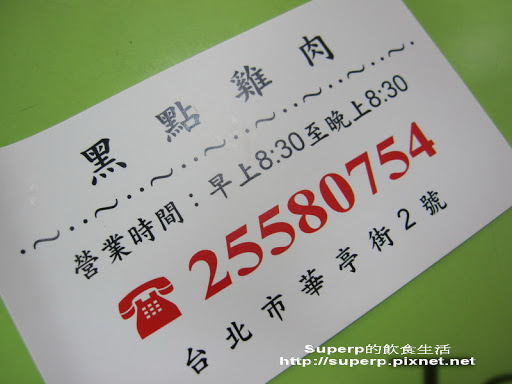 黑點雞肉
·～··～··～··～··～··～··～·
營業時間：早上8:30至晚上8:30
☎25580754
台北市華亭街2號
Superp的飲食生活
http://superp.pixnet.net